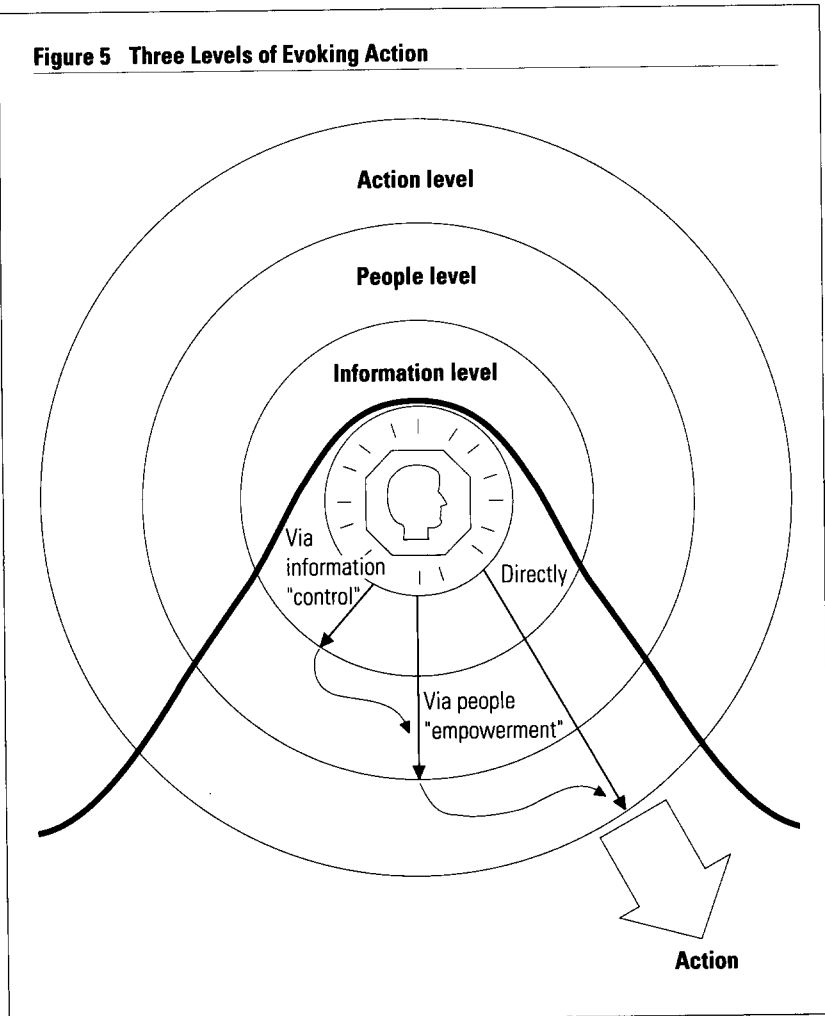 Figure 5 Three Levels of Evoking Action
Action level
People level
Information level
Via
information
"control"
Directly
Via people
"empowerment"
Action